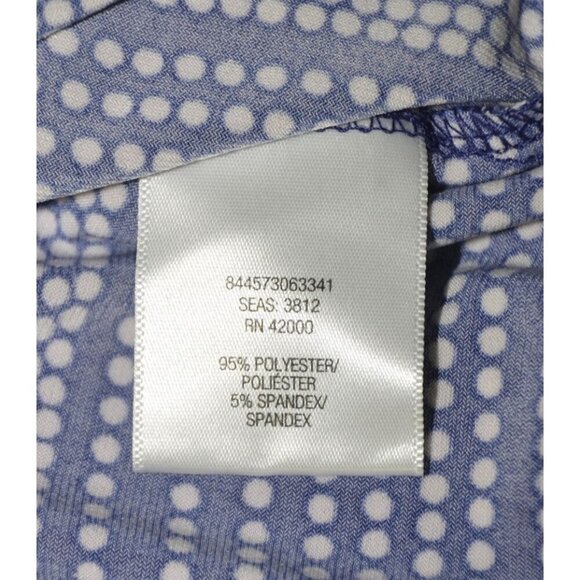 844573063341
SEAS: 3812
RN 42000
95% POLYESTER/
POLIÉSTER
5% SPANDEX/
SPANDEX